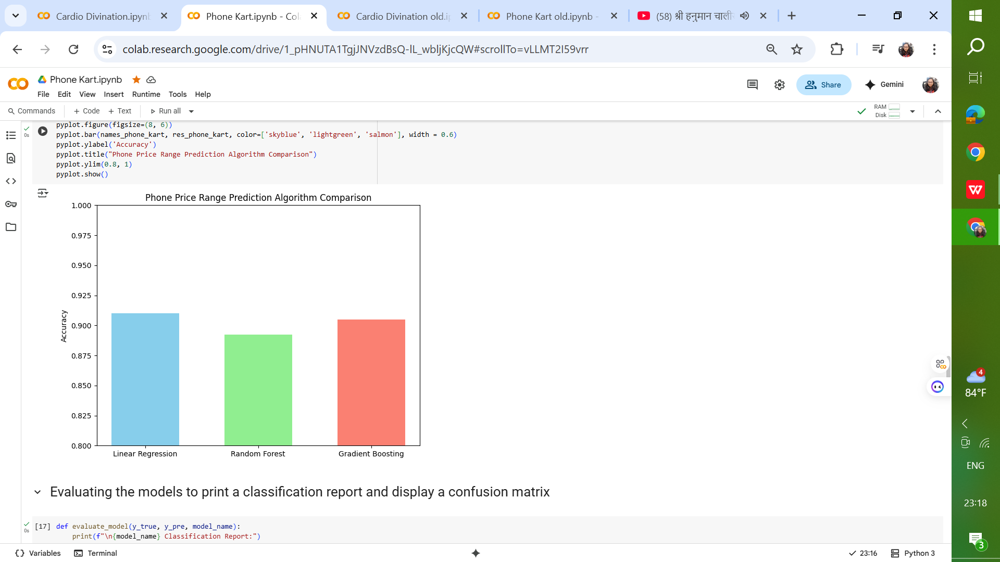 Cardio Divination.ipynb
Phone Kart.ipynb - Col
Cardio Divination old.ip
Phone Kart old.ipynb -
(58) श्री हनुमान चालीस
colab.research.google.com/drive/1_pHNUTA1TgjJNVzdBsQ-lL_wbljKjcQW#scrollTo=vLLMT2I59vrr
Phone Kart.ipynb
File Edit View Insert Runtime Tools Help
Share
Gemini
Commands + Code + Text Run all
RAM
Disk
0s
pyplot.figure(figsize=(8, 6))
pyplot.bar(names_phone_kart, res_phone_kart, color=['skyblue', 'lightgreen', 'salmon'], width = 0.6)
pyplot.ylabel('Accuracy')
pyplot.title("Phone Price Range Prediction Algorithm Comparison")
pyplot.ylim(0.8, 1)
pyplot.show()
Phone Price Range Prediction Algorithm Comparison
1.000
0.975
0.950
0.925
0.900
0.875
0.850
0.825
0.800
Accuracy
Linear Regression Random Forest Gradient Boosting
Evaluating the models to print a classification report and display a confusion matrix
0s
[17] def evaluate_model(y_true, y_pre, model_name):
print(f"\n{model_name} Classification Report:")
Variables Terminal
23:16 Python 3
4
84°F
ENG
23:18
3